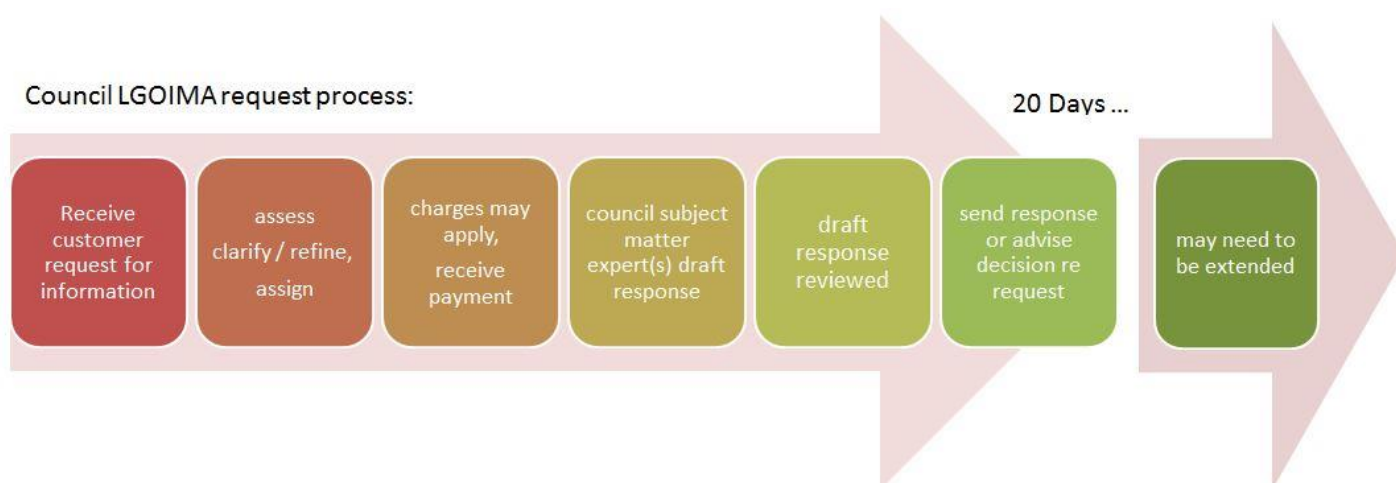 Council LGOIMA request process:
20 Days ...
Receive
customer
request for
information
assess
clarify / refine,
assign
charges may
apply,
receive
payment
council subject
matter
expert(s) draft
response
draft
response
reviewed
send response
or advise
decision re
request
may need to
be extended